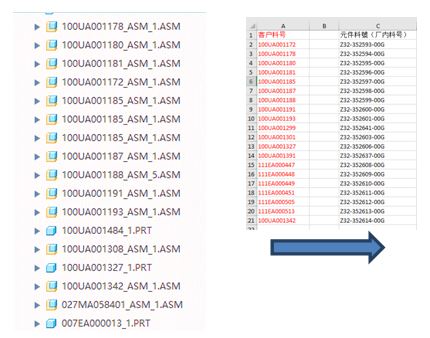 100UA001178_ASM_1.ASM
100UA001180_ASM_1.ASM
100UA001181_ASM_1.ASM
100UA001172_ASM_1.ASM
100UA001185_ASM_1.ASM
100UA001185_ASM_1.ASM
100UA001185_ASM_1.ASM
100UA001187_ASM_1.ASM
100UA001188_ASM_5.ASM
100UA001191_ASM_1.ASM
100UA001193_ASM_1.ASM
100UA001484_1.PRT
100UA001308_ASM_1.ASM
100UA001327_1.PRT
100UA001342_ASM_1.ASM
027MA058401_ASM_1.ASM
007EA000013_1.PRT
A B C
1 客户料号 元件料號（厂内料号）
2 100UA001172 Z32-352593-00G
3 100UA001178 Z32-352594-00G
4 100UA001180 Z32-352595-00G
5 100UA001181 Z32-352596-00G
6 100UA001185 Z32-352597-00G
7 100UA001187 Z32-352598-00G
8 100UA001188 Z32-352599-00G
9 100UA001191 Z32-352600-00G
10 100UA001193 Z32-352601-00G
11 100UA001299 Z32-352641-00G
12 100UA001301 Z32-352603-00G
13 100UA001327 Z32-352606-00G
14 100UA001391 Z32-352637-00G
15 111EA000447 Z32-352608-00G
16 111EA000448 Z32-352609-00G
17 111EA000449 Z32-352610-00G
18 111EA000451 Z32-352611-00G
19 111EA000505 Z32-352612-00G
20 111EA000513 Z32-352613-00G
21 100UA001342 Z32-352614-00G